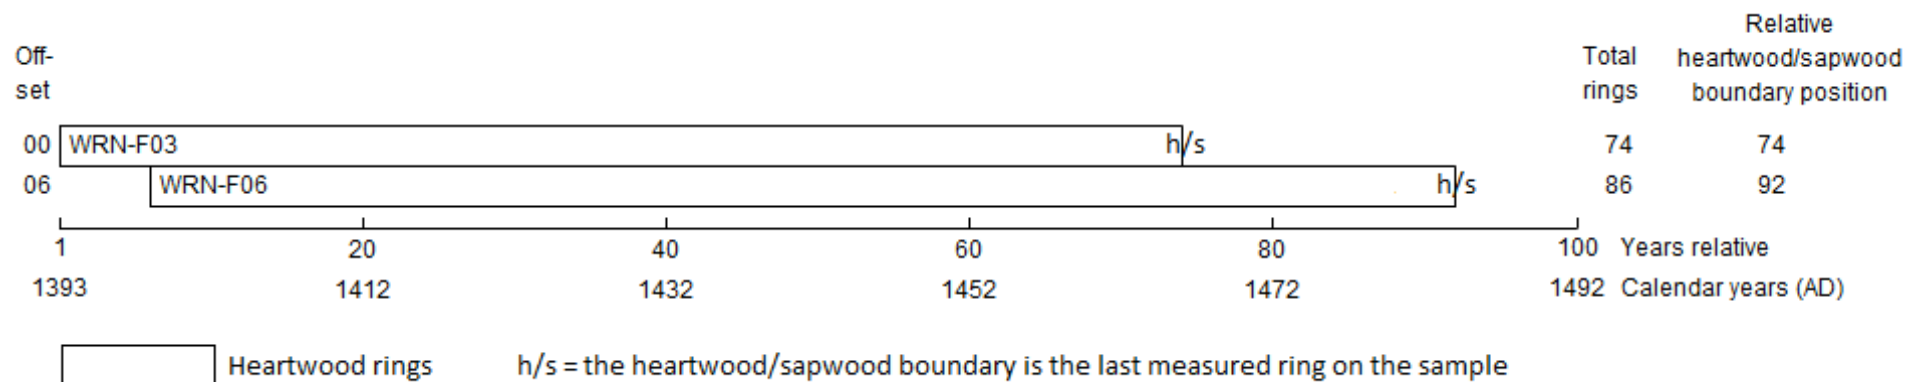 Off-
set
Total
rings
Relative
heartwood/sapwood
boundary position
00 WRN-F03 h/s 74 74
06 WRN-F06 h/s 86 92
1 20 40 60 80 100 Years relative
1393 1412 1432 1452 1472 1492 Calendar years (AD)
Heartwood rings h/s = the heartwood/sapwood boundary is the last measured ring on the sample